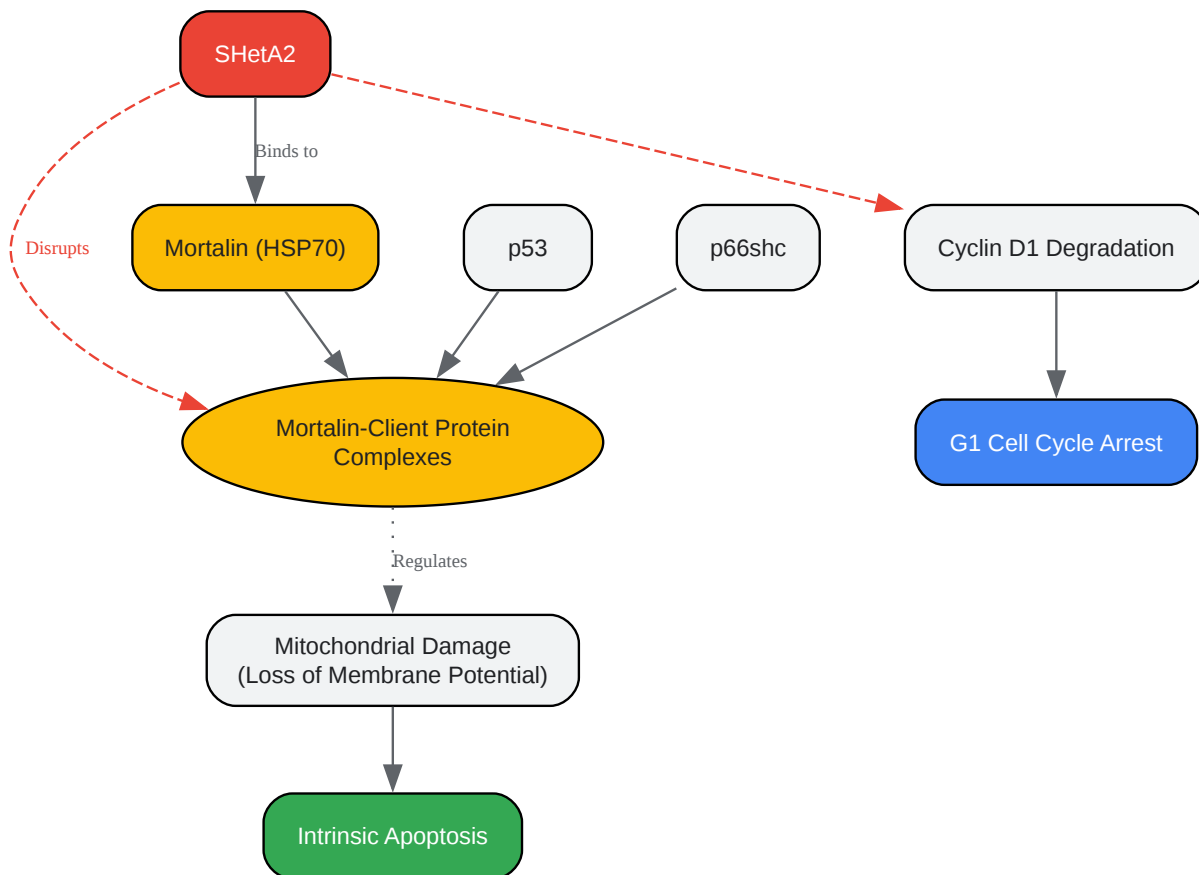 SHetA2
Binds to
Disrupts
Mortalin (HSP70)
p53
p66shc
Cyclin D1 Degradation
Mortalin-Client Protein
Complexes
G1 Cell Cycle Arrest
Regulates
Mitochondrial Damage
(Loss of Membrane Potential)
Intrinsic Apoptosis